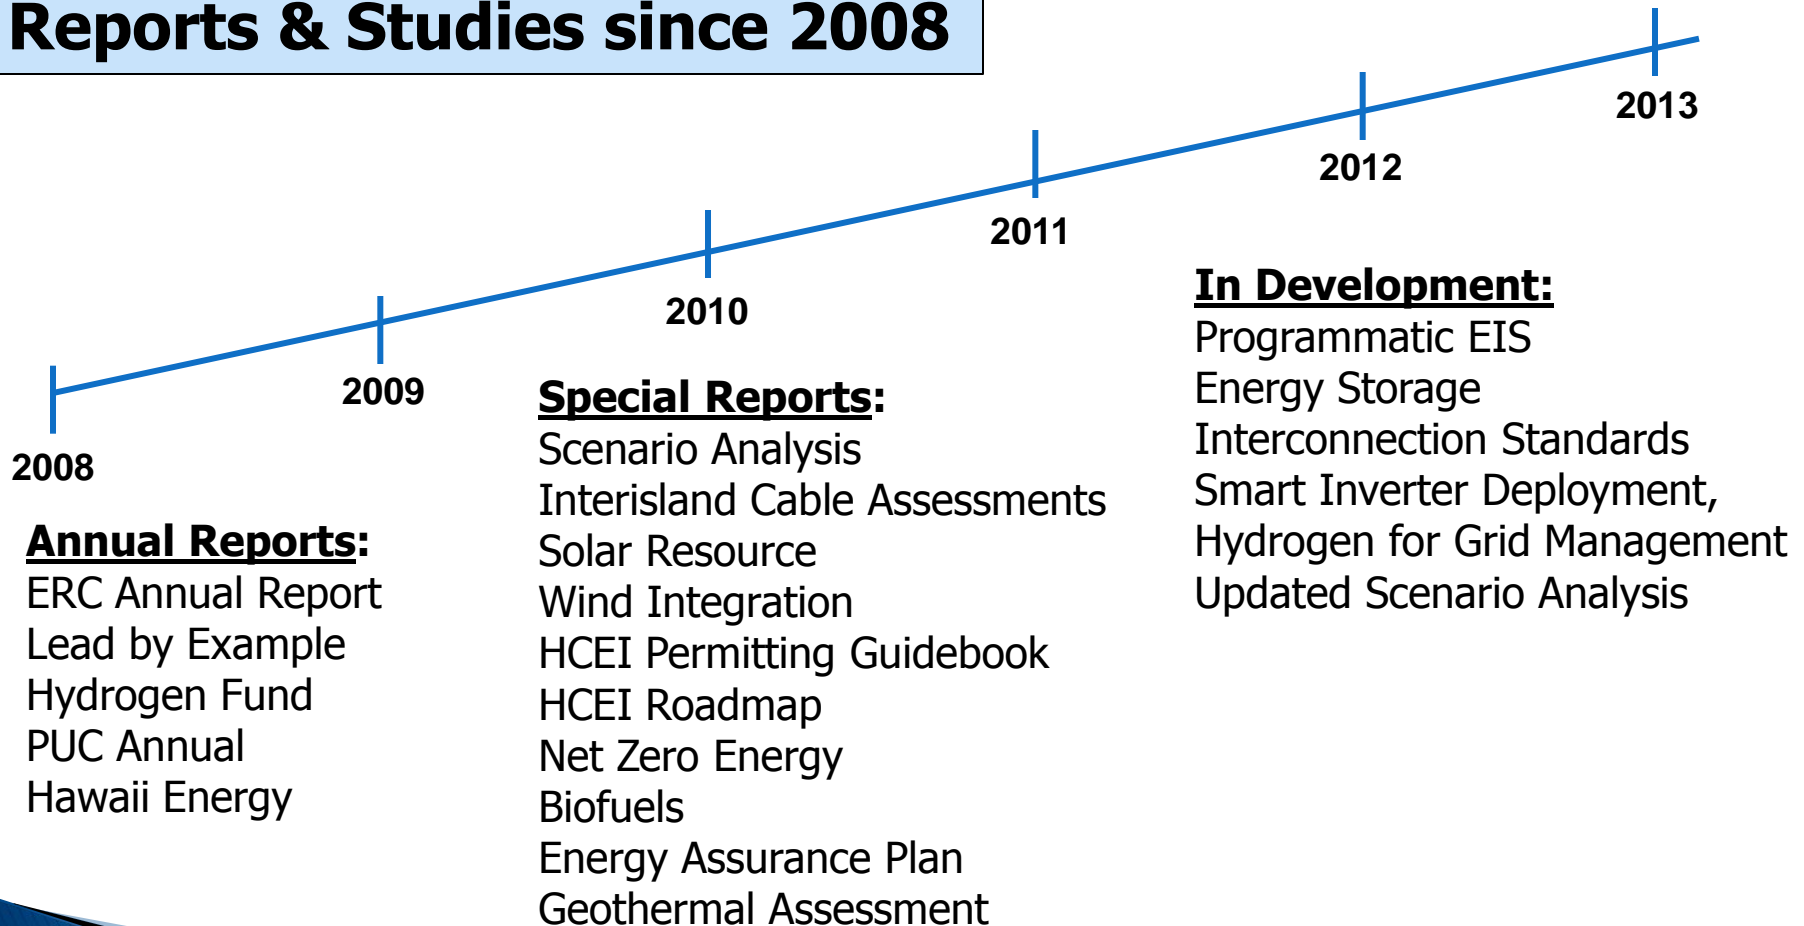 Reports & Studies since 2008
2013
2012
2011
2010
2009
2008
Annual Reports:
ERC Annual Report
Lead by Example
Hydrogen Fund
PUC Annual
Hawaii Energy
Special Reports:
Scenario Analysis
Interisland Cable Assessments
Solar Resource
Wind Integration
HCEI Permitting Guidebook
HCEI Roadmap
Net Zero Energy
Biofuels
Energy Assurance Plan
Geothermal Assessment
In Development:
Programmatic EIS
Energy Storage
Interconnection Standards
Smart Inverter Deployment,
Hydrogen for Grid Management
Updated Scenario Analysis